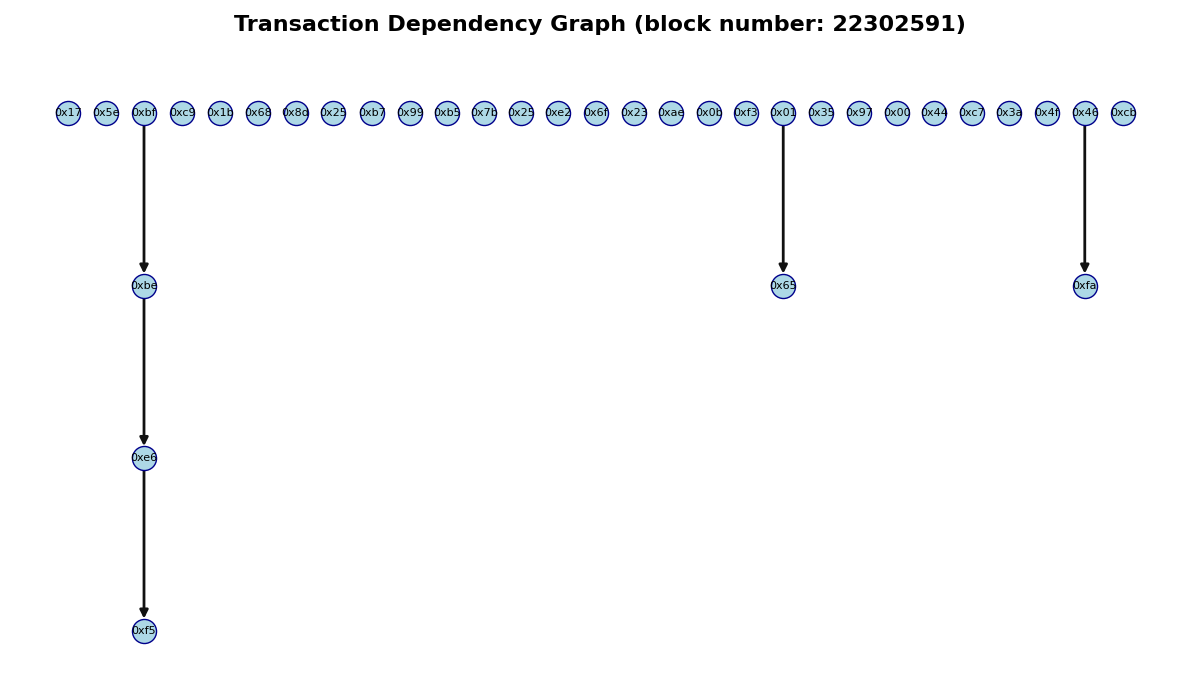 Transaction Dependency Graph (block number: 22302591)
0x17 0x5e 0xbf 0xc9 0x1b 0x68 0x8d 0x25 0xb7 0x99 0xb5 0x7b 0x25 0xe2 0x6f 0x23 0xae 0x0b 0xf3 0x01 0x35 0x97 0x00 0x44 0xc7 0x3a 0x4f 0x46 0xcb
0xbe 0x65 0xfa
0xe6
0xf5